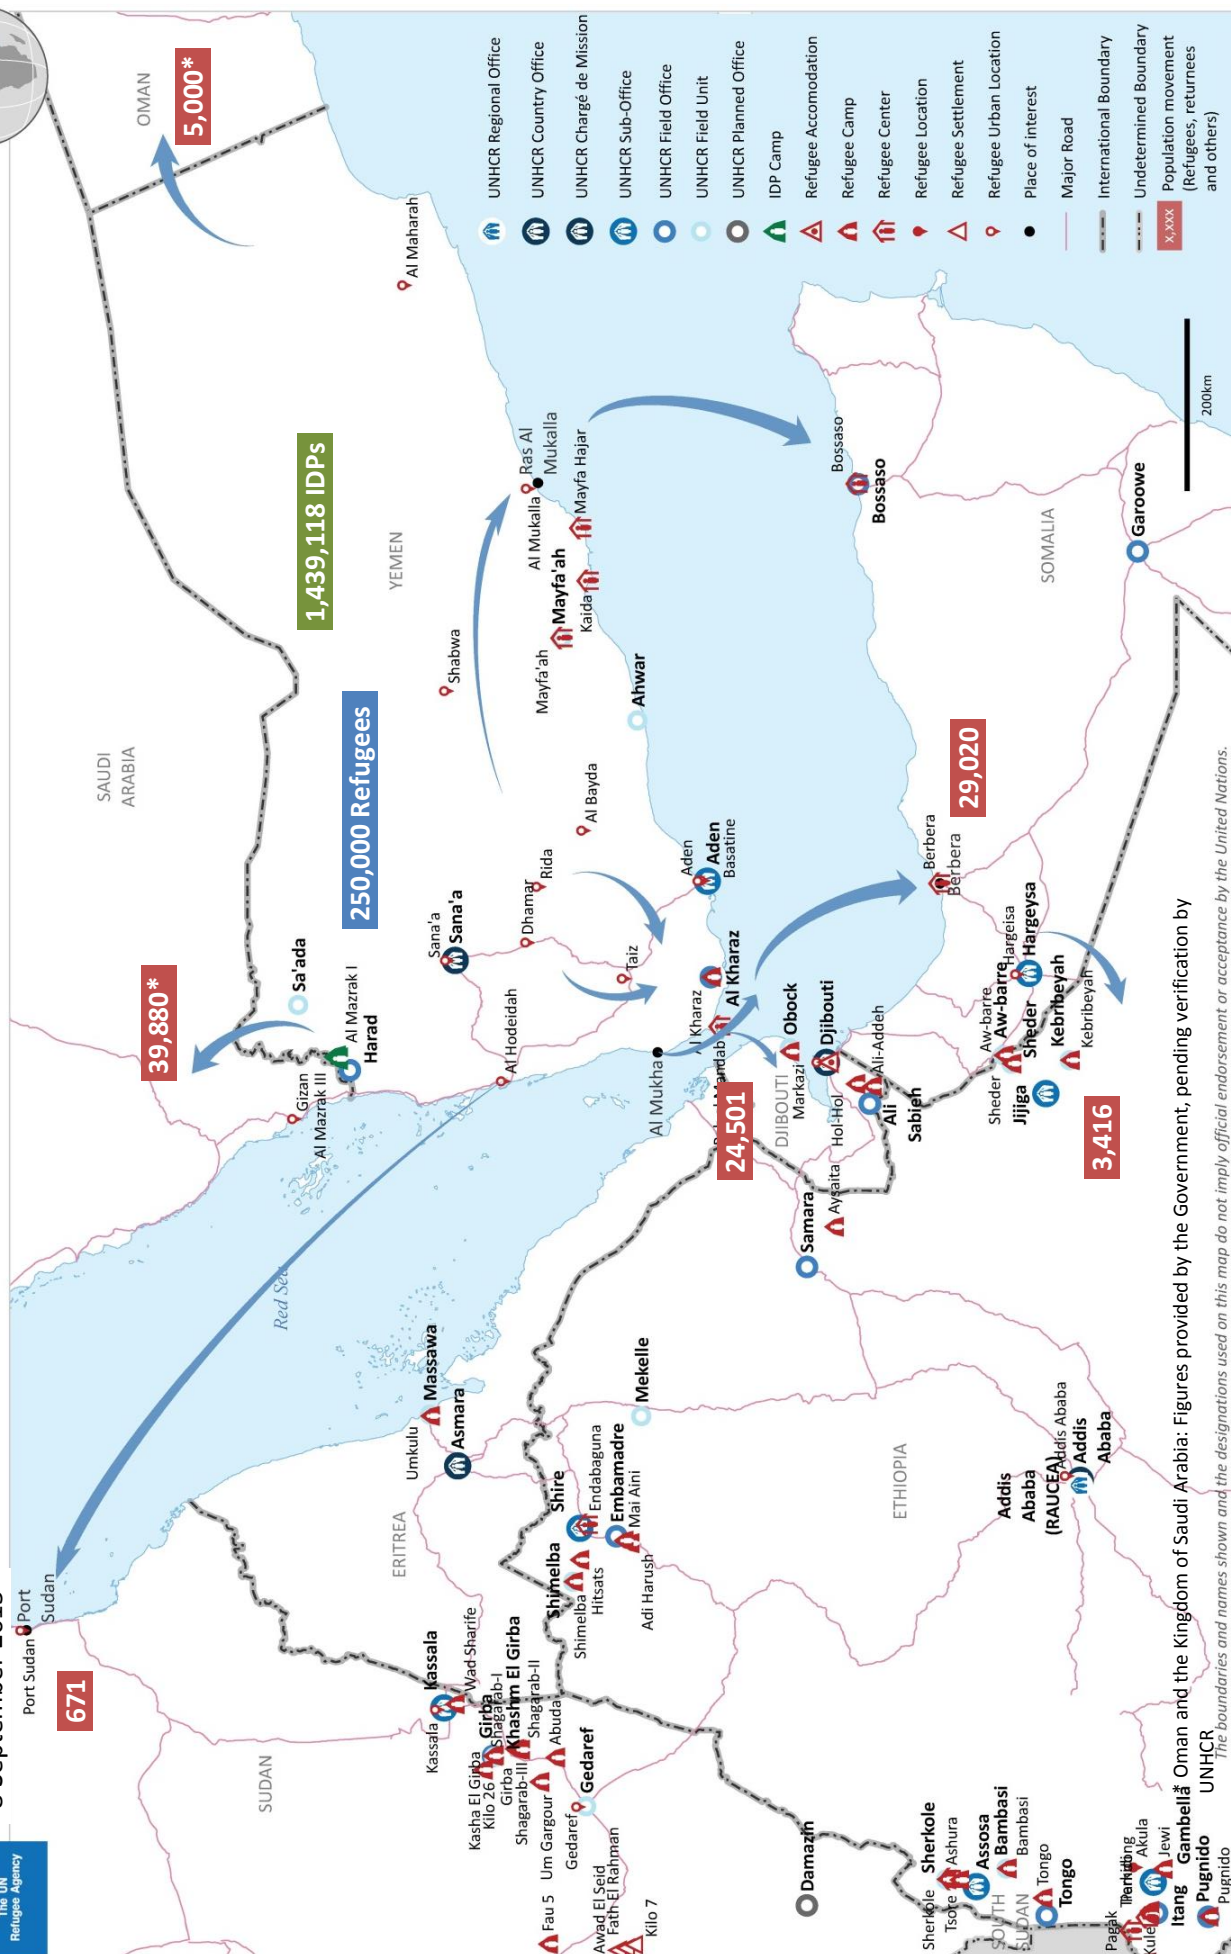 The UN
Refugee Agency
OMAN
5,000*
SAUDI
ARABIA
39,880*
1,439,118 IDPs
250,000 Refugees
YEMEN
Al Maharah
Sa'ada
Al Mazrak I
Harad
Gizan
Al Mazrak III
Shabwa
Ras Al
Mukalla
Al Mukalla
Mayfa Hajar
Mayfa'ah
Mayfa'ah
Kaida
Ahwar
Sana'a
Sana'a
Dhamar
Rida
Al Bayda
Taiz
Al Hodeidah
Aden
Aden
Basatine
Al Kharaz
Al Kharaz
Al Mukha
24,501
Red Sea
Port Sudan
Port
Sudan
671
SUDAN
ERITREA
Umkulu
Massawa
Asmara
Kassala
Kassala
Wad Sharife
Kasha El Girba
Kilo 26
Girba
Girba
Shagarab-I
Khashm El Girba
Shagarab-II
Shagarab-III
Abuda
Um Gargour
Gedaref
Gedaref
Fau 5
Awad El Seid
Fath El Rahman
Kilo 7
Shire
Endabaguna
Embamadre
Mai Aini
Shimelba
Shimelba
Hitsats
Adi Harush
Mekelle
DJIBOUTI
Markazi
Obock
Djibouti
Hol-Hol
Ali-Addeh
Ali
Sabieh
Samara
Aysaita
ETHIOPIA
Addis
Ababa
(RAUCEA)
Addis Ababa
Addis
Ababa
Damazin
Sherkole
Sherkole
Ashura
Tsore
Assosa
Bambasi
Bambasi
SOUTH
SUDAN
Tongo
Tongo
Pagak
Akula
Kule
Jewi
Itang
Gambella
Pugnido
Pugnido
Bossaso
Bossaso
SOMALIA
Garoowe
Berbera
Berbera
29,020
Hargeisa
Hargeysa
Aw-barre
Aw-barre
Sheder
Sheder
Jijiga
Kebribeyah
Kebribeyah
3,416
UNHCR Regional Office
UNHCR Country Office
UNHCR Chargé de Mission
UNHCR Sub-Office
UNHCR Field Office
UNHCR Field Unit
UNHCR Planned Office
IDP Camp
Refugee Accomodation
Refugee Camp
Refugee Center
Refugee Location
Refugee Settlement
Refugee Urban Location
Place of interest
Major Road
International Boundary
Undetermined Boundary
x,xxx
Population movement
(Refugees, returnees
and others)
200km
* Oman and the Kingdom of Saudi Arabia: Figures provided by the Government, pending verification by
UNHCR
The boundaries and names shown and the designations used on this map do not imply official endorsement or acceptance by the United Nations.